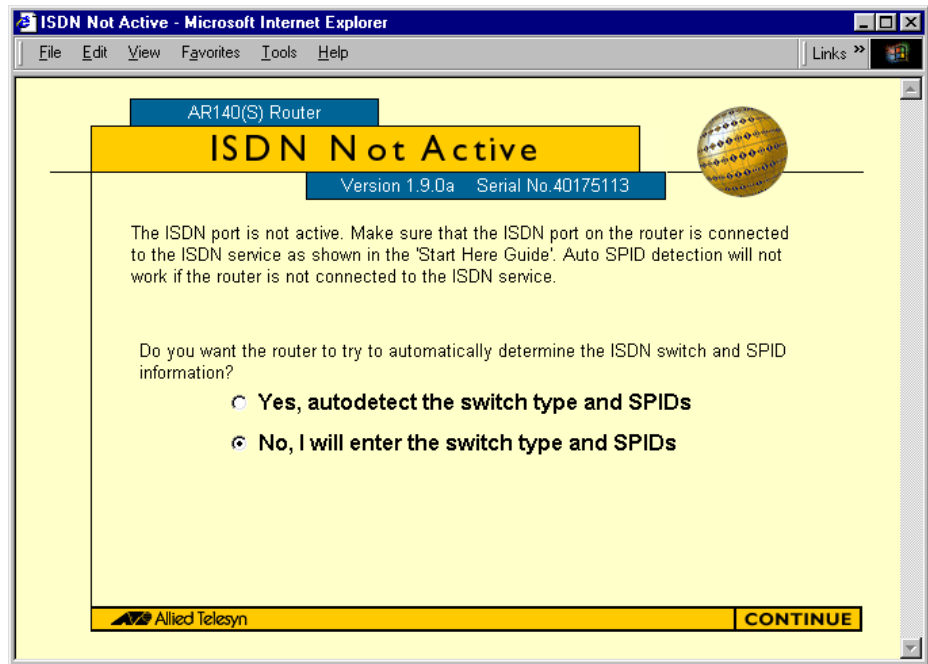 ISDN Not Active - Microsoft Internet Explorer
File Edit View Favorites Tools Help Links »
AR140(S) Router
ISDN Not Active
Version 1.9.0a Serial No.40175113
The ISDN port is not active. Make sure that the ISDN port on the router is connected
to the ISDN service as shown in the 'Start Here Guide'. Auto SPID detection will not
work if the router is not connected to the ISDN service.
Do you want the router to try to automatically determine the ISDN switch and SPID
information?
Yes, autodetect the switch type and SPIDs
No, I will enter the switch type and SPIDs
Allied Telesyn
CONTINUE